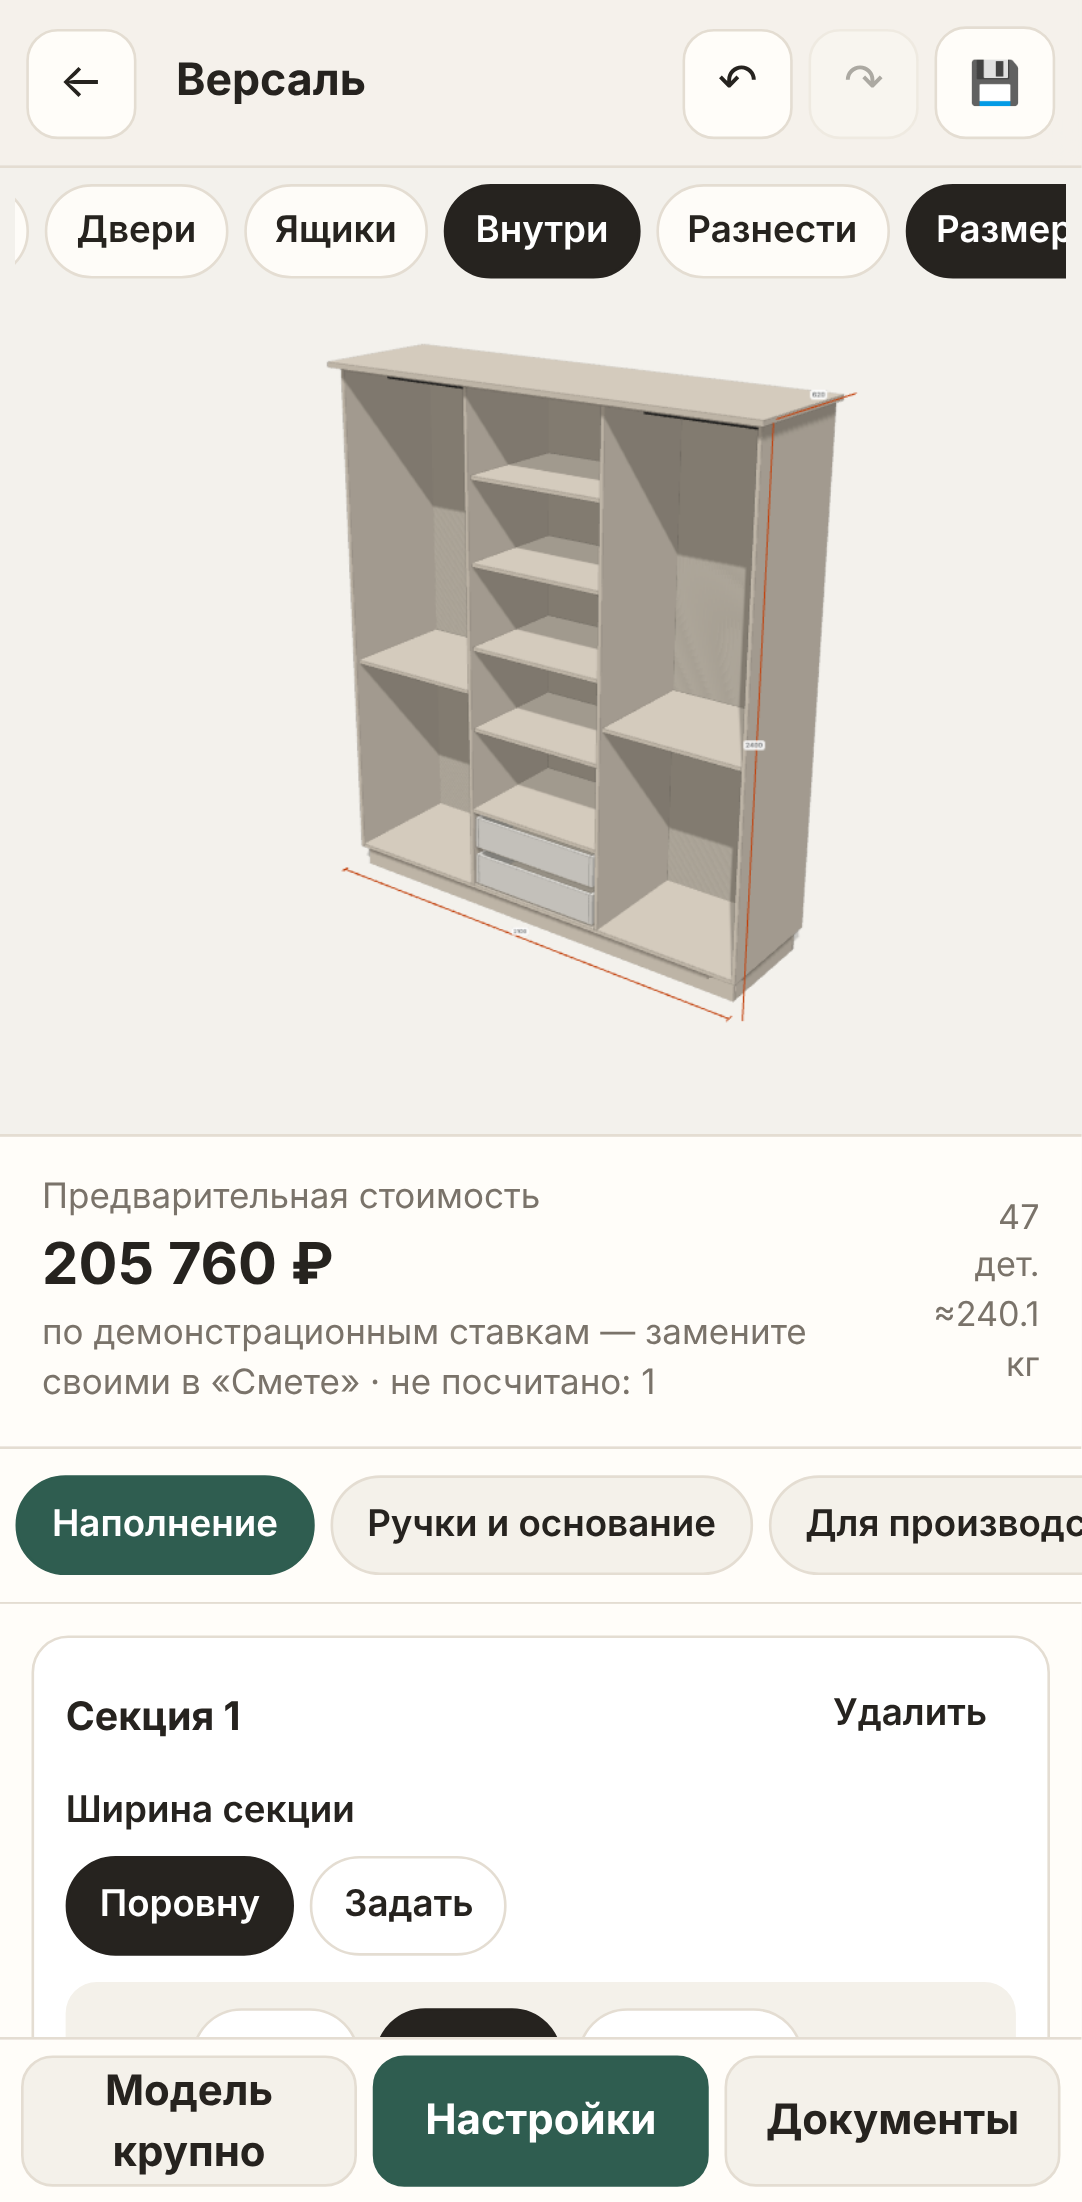 Версаль
Двери
Ящики
Внутри
Разнести
Размер
620
2400
Предварительная стоимость
205 760 ₽
по демонстрационным ставкам — замените
своими в «Смете» · не посчитано: 1
47
дет.
≈240.1
кг
Наполнение
Ручки и основание
Для производс
Секция 1
Удалить
Ширина секции
Поровну
Задать
Модель
крупно
Настройки
Документы